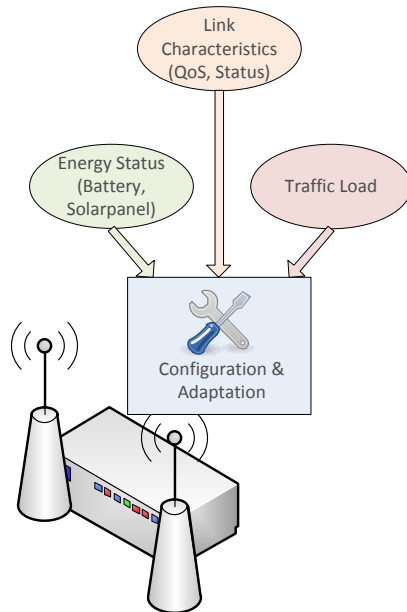 Link
Characteristics
(QoS, Status)
Energy Status
(Battery,
Solarpanel)
Traffic Load
Configuration &
Adaptation